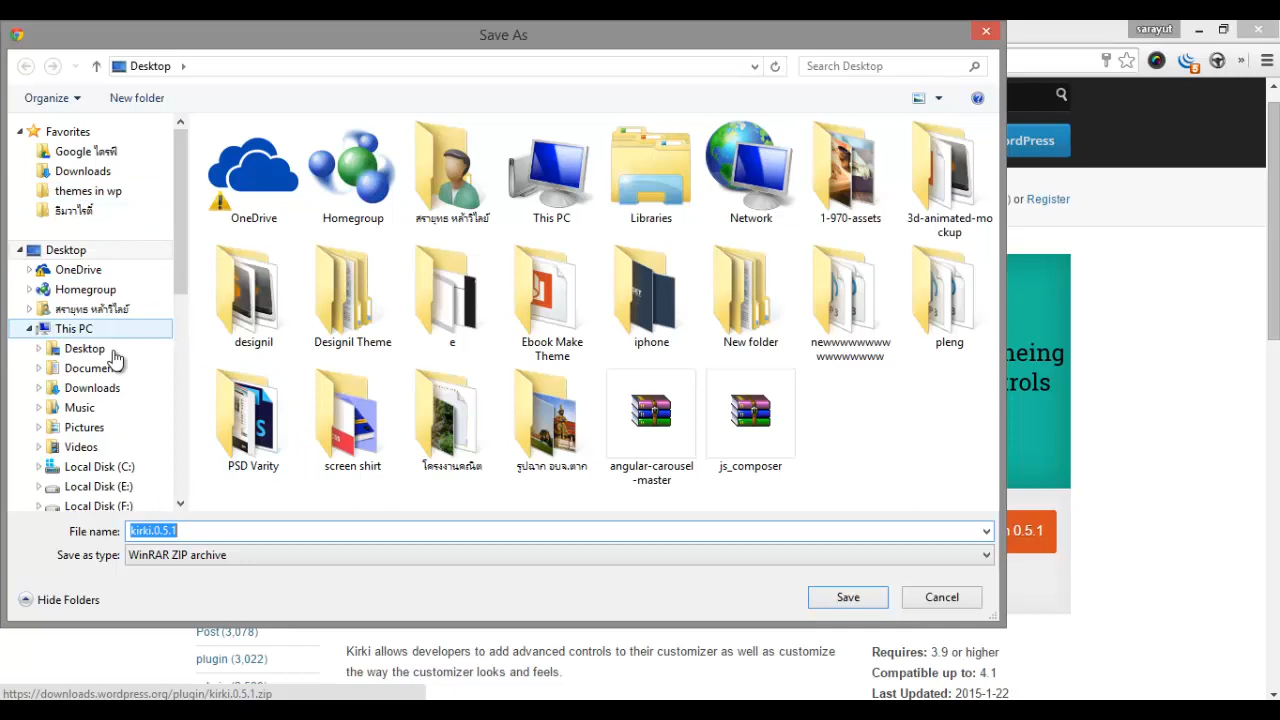 Save As
sarayut
Desktop
Search Desktop
Organize
New folder
Favorites
Google ไดรฟ์
Downloads
themes in wp
ธิมวาไรตี้
Desktop
OneDrive
Homegroup
สรายุทธ หล้าวิไลย์
This PC
Desktop
Downloads
Music
Pictures
Videos
Local Disk (C:)
Local Disk (E:)
Local Disk (F:)
OneDrive
Homegroup
สรายุทธ หล้าวิไลย์
This PC
Libraries
Network
1-970-assets
3d-animated-mo
ckup
designil
Designil Theme
e
Ebook Make
Theme
iphone
New folder
newwwwwwww
wwwwwwwww
pleng
PSD Varity
screen shirt
โครงงานคณิต
รูปฉาก อบจ.ตาก
angular-carousel
-master
js_composer
File name:
kirki.0.5.1
Save as type:
WinRAR ZIP archive
Hide Folders
Save
Cancel
rdPress
) or Register
heing
trols
n 0.5.1
Post (3,078)
plugin (3,022)
Kirki allows developers to add advanced controls to their customizer as well as customize
the way the customizer looks and feels.
Requires: 3.9 or higher
Compatible up to: 4.1
Last Updated: 2015-1-22
https://downloads.wordpress.org/plugin/kirki.0.5.1.zip